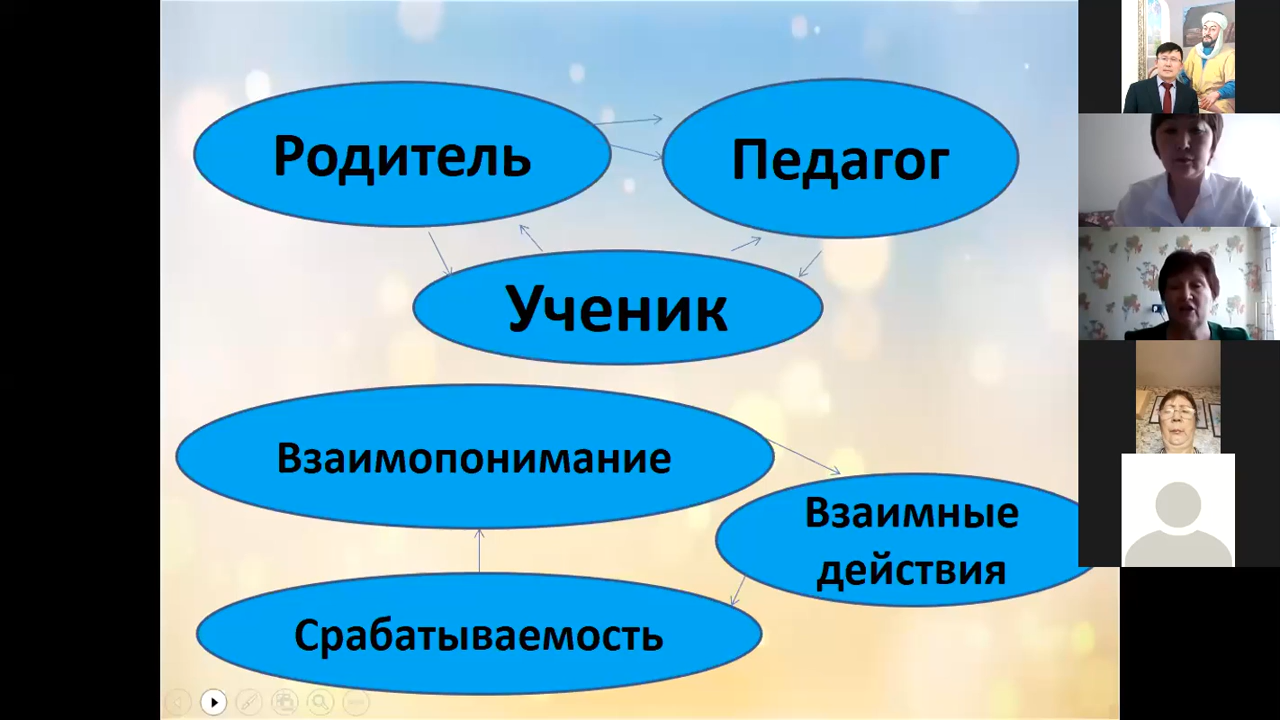 Родитель
Педагог
Ученик
Взаимопонимание
Взаимные
действия
Срабатываемость